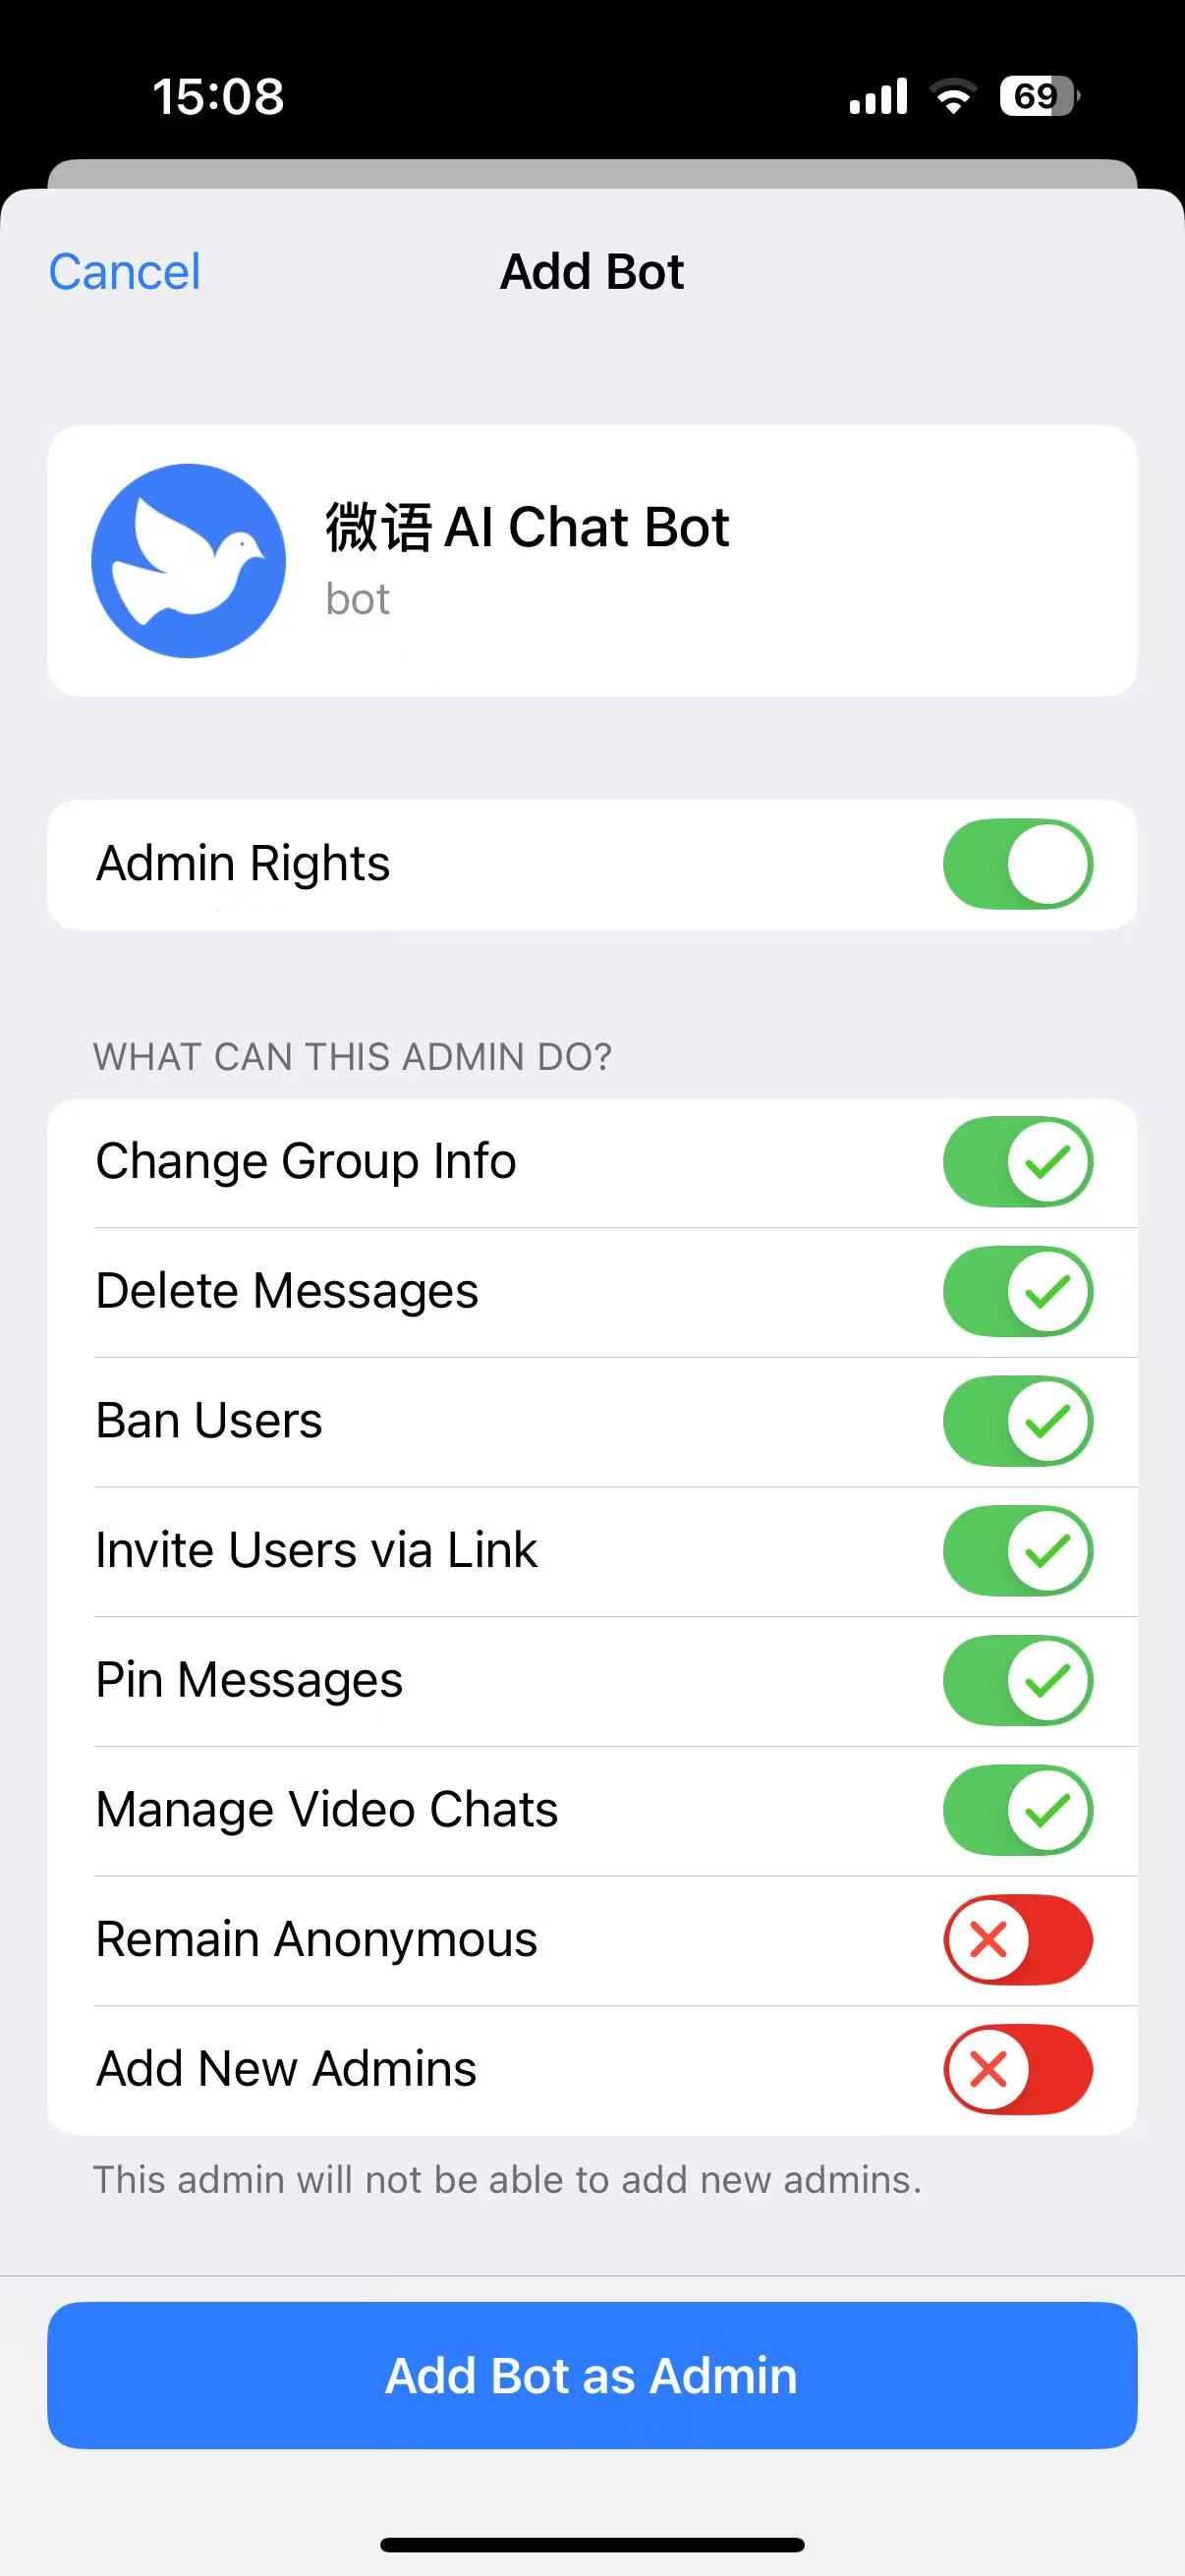 15:08
69
Cancel
Add Bot
微语 AI Chat Bot
bot
Admin Rights
WHAT CAN THIS ADMIN DO?
Change Group Info
Delete Messages
Ban Users
Invite Users via Link
Pin Messages
Manage Video Chats
Remain Anonymous
Add New Admins
This admin will not be able to add new admins.
Add Bot as Admin